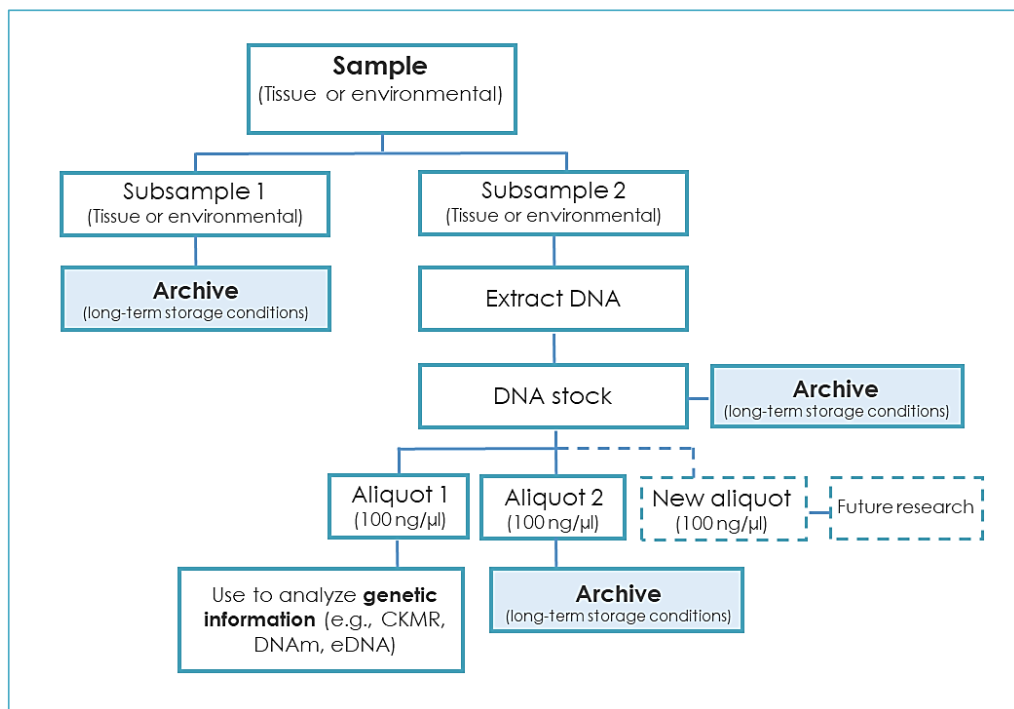 Sample
(Tissue or environmental)
Subsample 1
(Tissue or environmental)
Subsample 2
(Tissue or environmental)
Archive
(long-term storage conditions)
Extract DNA
DNA stock
Archive
(long-term storage conditions)
Aliquot 1
(100 ng/µl)
Aliquot 2
(100 ng/µl)
New aliquot
(100 ng/µl)
Future research
Use to analyze genetic
information (e.g., CKMR,
DNAm, eDNA)
Archive
(long-term storage conditions)